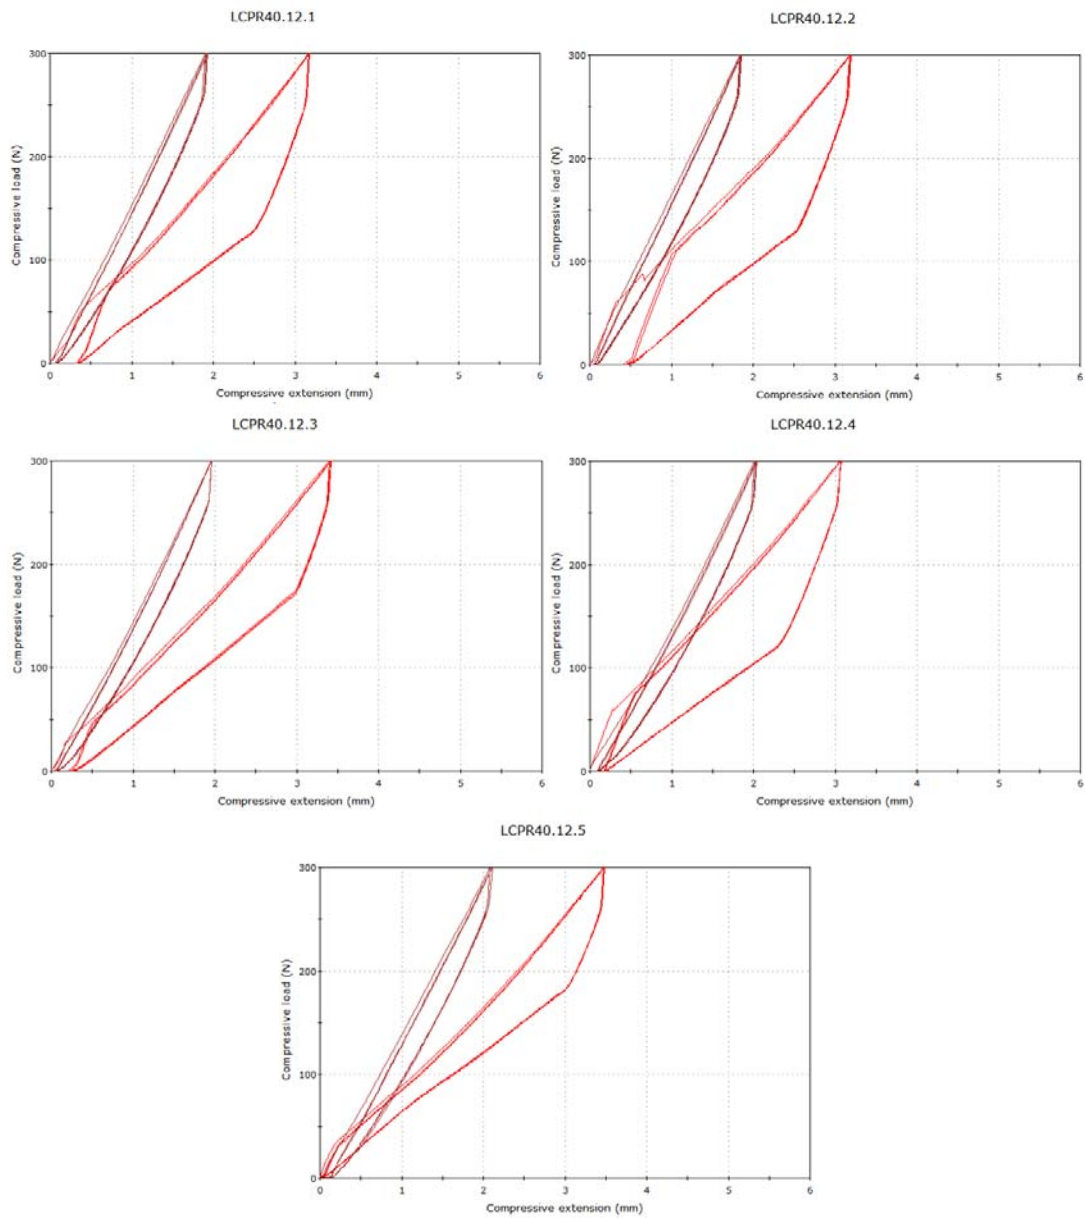 LCPR40.12.1
LCPR40.12.2
300
200
100
0
Compressive load (N)
0 1 2 3 4 5 6
Compressive extension (mm)
300
200
100
0
Compressive load (N)
0 1 2 3 4 5 6
Compressive extension (mm)
LCPR40.12.3
LCPR40.12.4
300
200
100
0
Compressive load (N)
0 1 2 3 4 5 6
Compressive extension (mm)
300
200
100
0
Compressive load (N)
0 1 2 3 4 5 6
Compressive extension (mm)
LCPR40.12.5
300
200
100
0
Compressive load (N)
0 1 2 3 4 5 6
Compressive extension (mm)